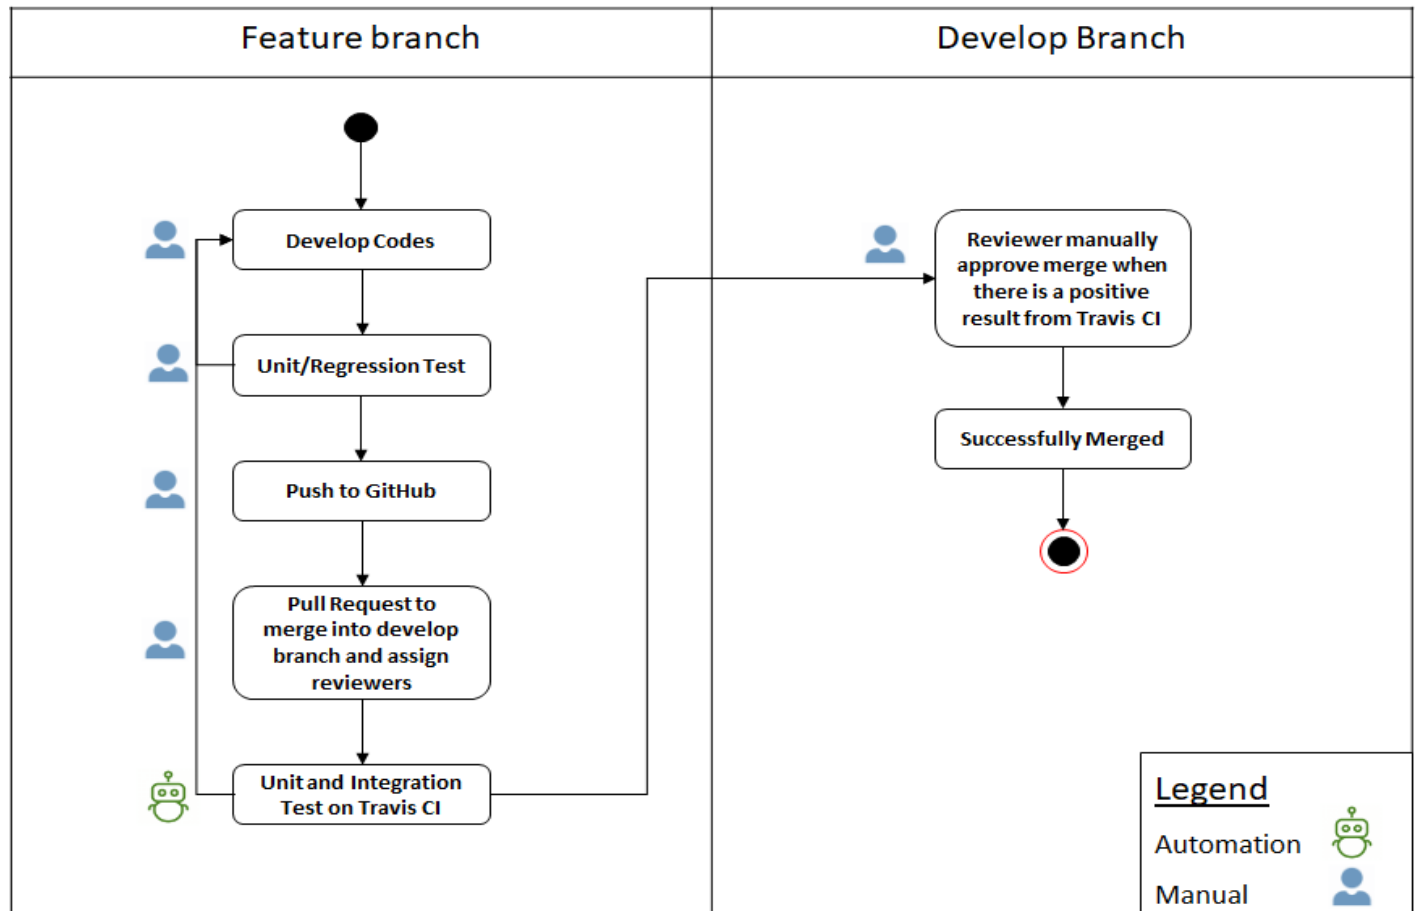 Feature branch
Develop Branch
Develop Codes
Unit/Regression Test
Push to GitHub
Pull Request to
merge into develop
branch and assign
reviewers
Unit and Integration
Test on Travis CI
Reviewer manually
approve merge when
there is a positive
result from Travis CI
Successfully Merged
Legend
Automation
Manual